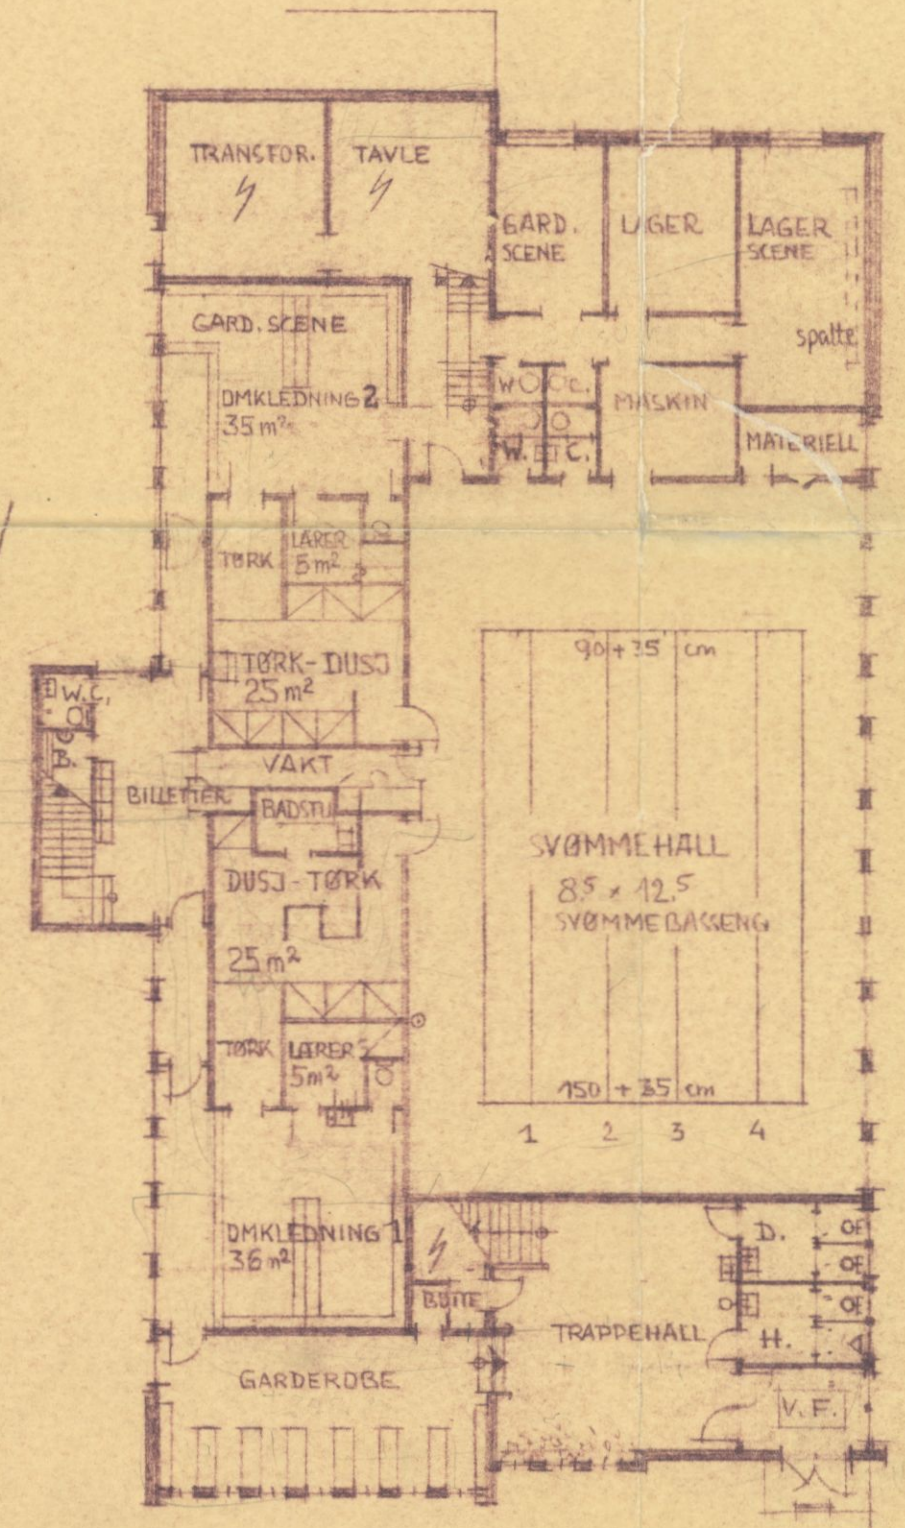 TRANSFOR.
TAVLE
GARD.
SCENE
LAGER
LAGER
SCENE
spalte
GARD. SCENE
OMKLEDNING 2
35 m²
W C.
W. C.
MASKIN
MATERIELL
TØRK
LÆRER
5 m²
TØRK-DUSJ
25 m²
90 + 35 cm
W.C.
B.
VAKT
BILLETTER
BADSTU
DUSJ-TØRK
25 m²
SVØMMEHALL
8.5 x 12.5
SVØMMEBASSENG
TØRK
LÆRER
5 m²
150 + 35 cm
1 2 3 4
OMKLEDNING 1
36 m²
BØTTE
D.
TRAPPEHALL
H.
GARDEROBE
V.F.